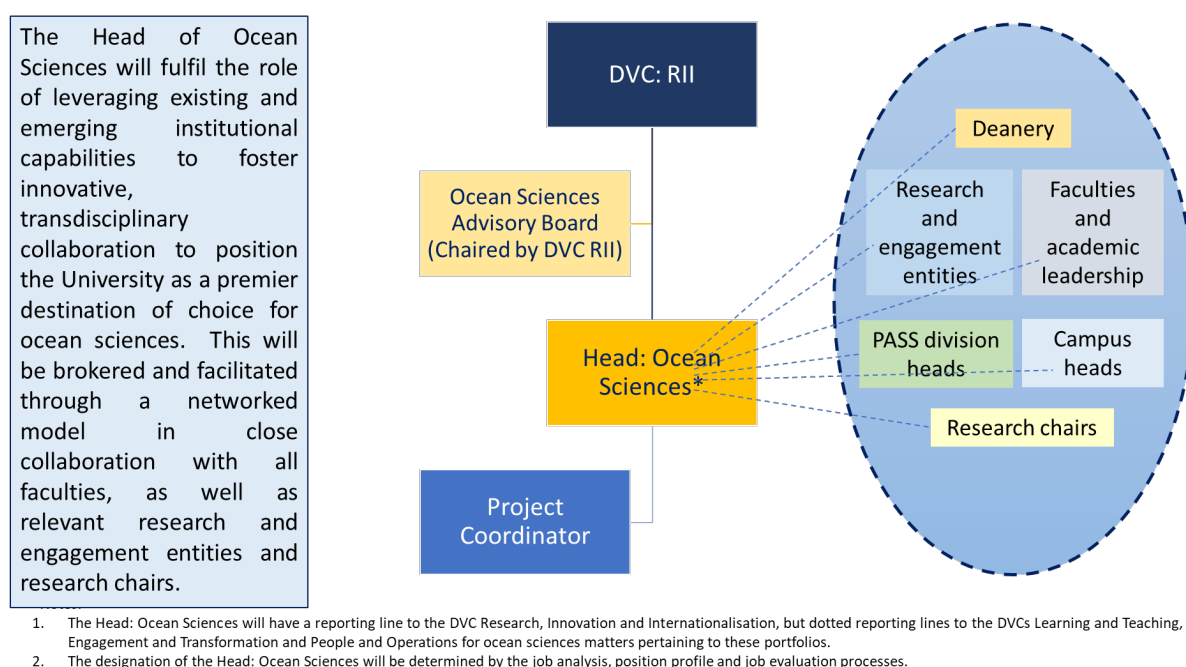 The Head of Ocean
Sciences will fulfil the role
of leveraging existing and
emerging institutional
capabilities to foster
innovative,
transdisciplinary
collaboration to position
the University as a premier
destination of choice for
ocean sciences. This will
be brokered and facilitated
through a networked
model in close
collaboration with all
faculties, as well as
relevant research and
engagement entities and
research chairs.
DVC: RII
Ocean Sciences
Advisory Board
(Chaired by DVC RII)
Head: Ocean
Sciences*
Project
Coordinator
Deanery
Research
and
engagement
entities
Faculties
and
academic
leadership
PASS division
heads
Campus
heads
Research chairs
1. The Head: Ocean Sciences will have a reporting line to the DVC Research, Innovation and Internationalisation, but dotted reporting lines to the DVCs Learning and Teaching,
Engagement and Transformation and People and Operations for ocean sciences matters pertaining to these portfolios.
2. The designation of the Head: Ocean Sciences will be determined by the job analysis, position profile and job evaluation processes.